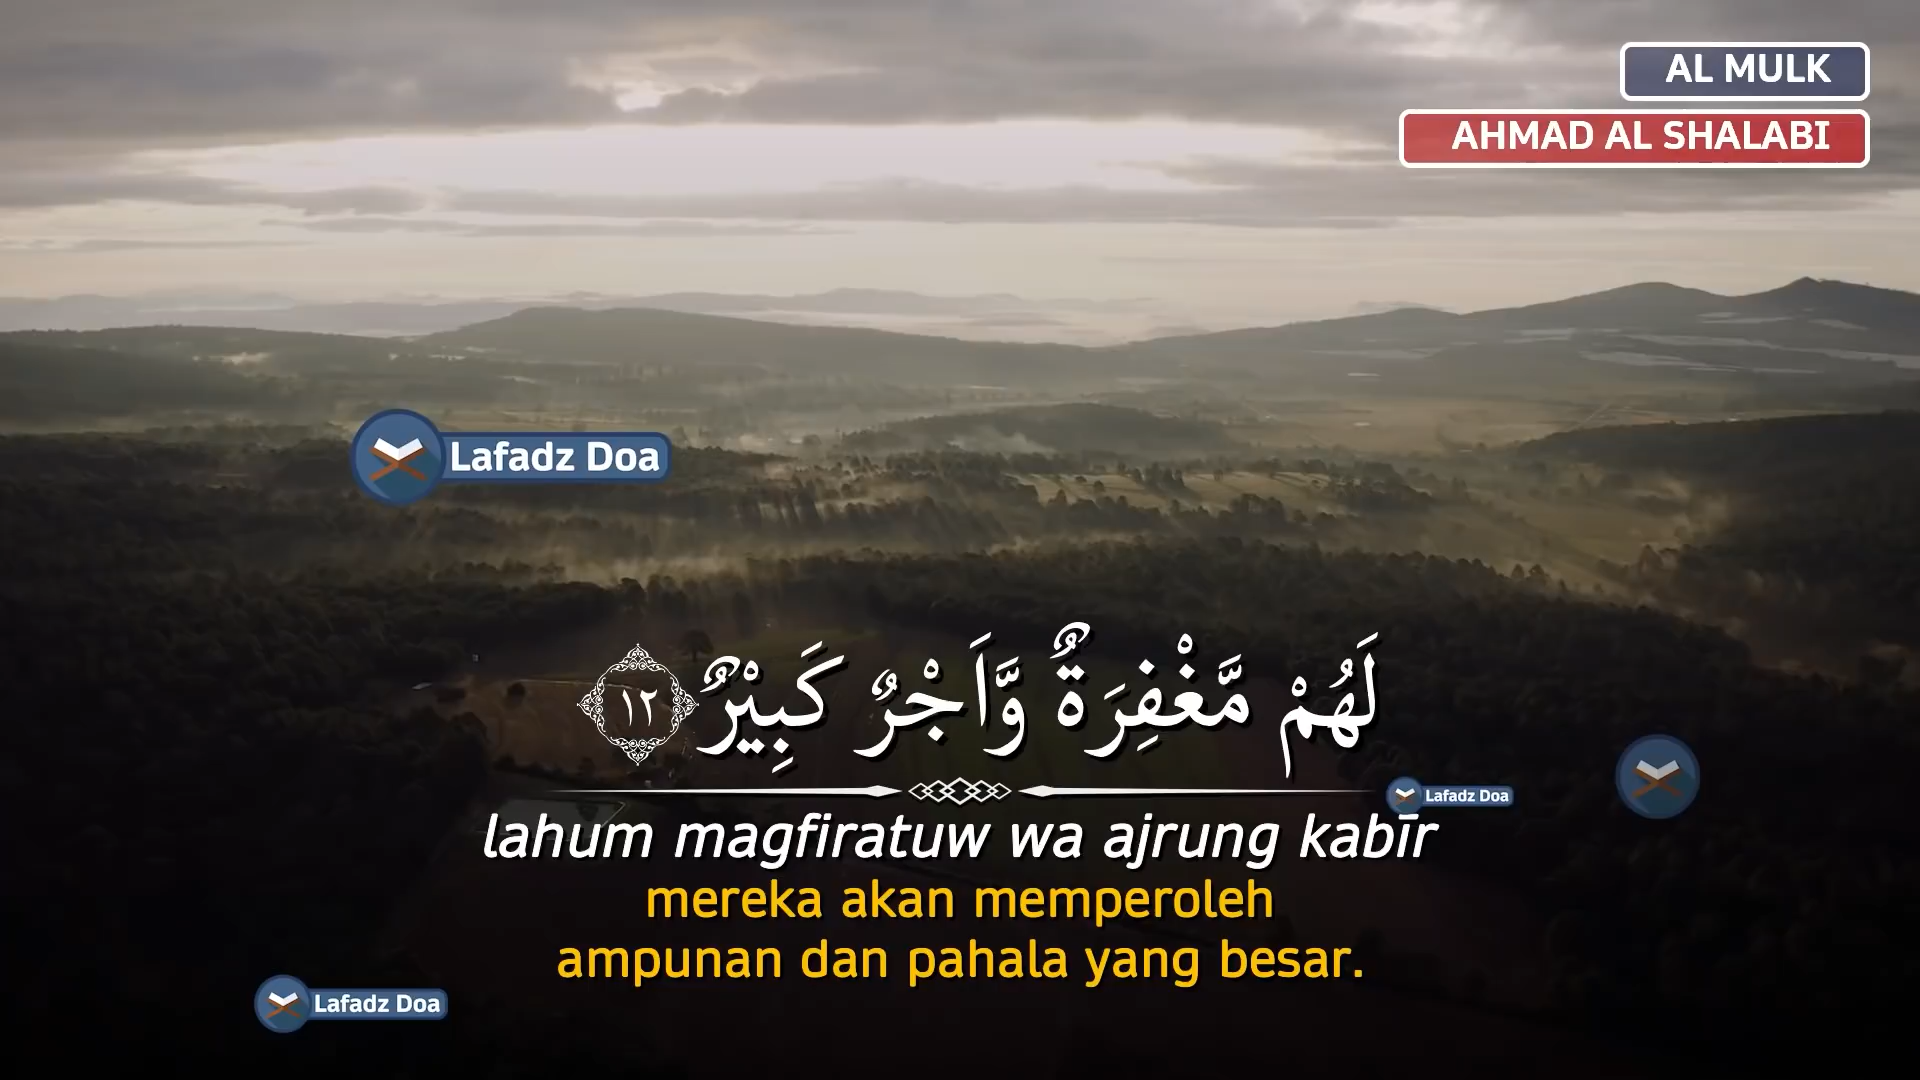 AL MULK
AHMAD AL SHALABI
Lafadz Doa
لَهُمْ مَّغْفِرَةٌ وَّاَجْرٌ كَبِيْرٌ ١٢
Lafadz Doa
lahum magfiratuw wa ajrung kabīr
mereka akan memperoleh
ampunan dan pahala yang besar.
Lafadz Doa